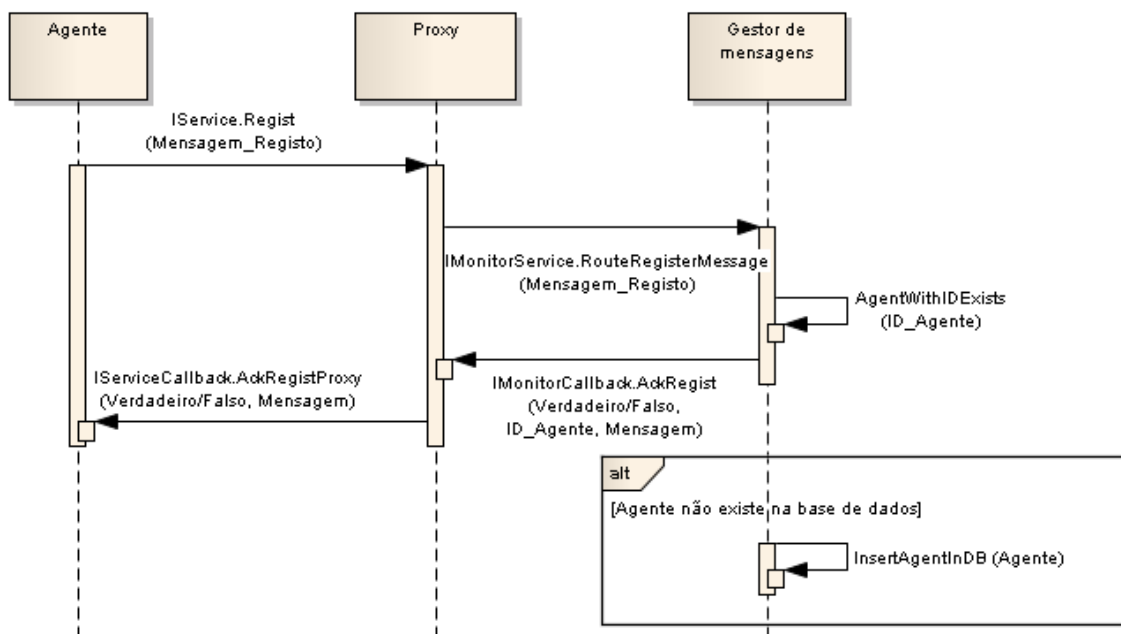 Agente
Proxy
Gestor de
mensagens
IService.Regist
(Mensagem_Registo)
IMonitorService.RouteRegisterMessage
(Mensagem_Registo)
AgentWithIDExists
(ID_Agente)
IServiceCallback.AckRegistProxy
(Verdadeiro/Falso, Mensagem)
IMonitorCallback.AckRegist
(Verdadeiro/Falso,
ID_Agente, Mensagem)
alt
[Agente não existe na base de dados]
InsertAgentInDB (Agente)